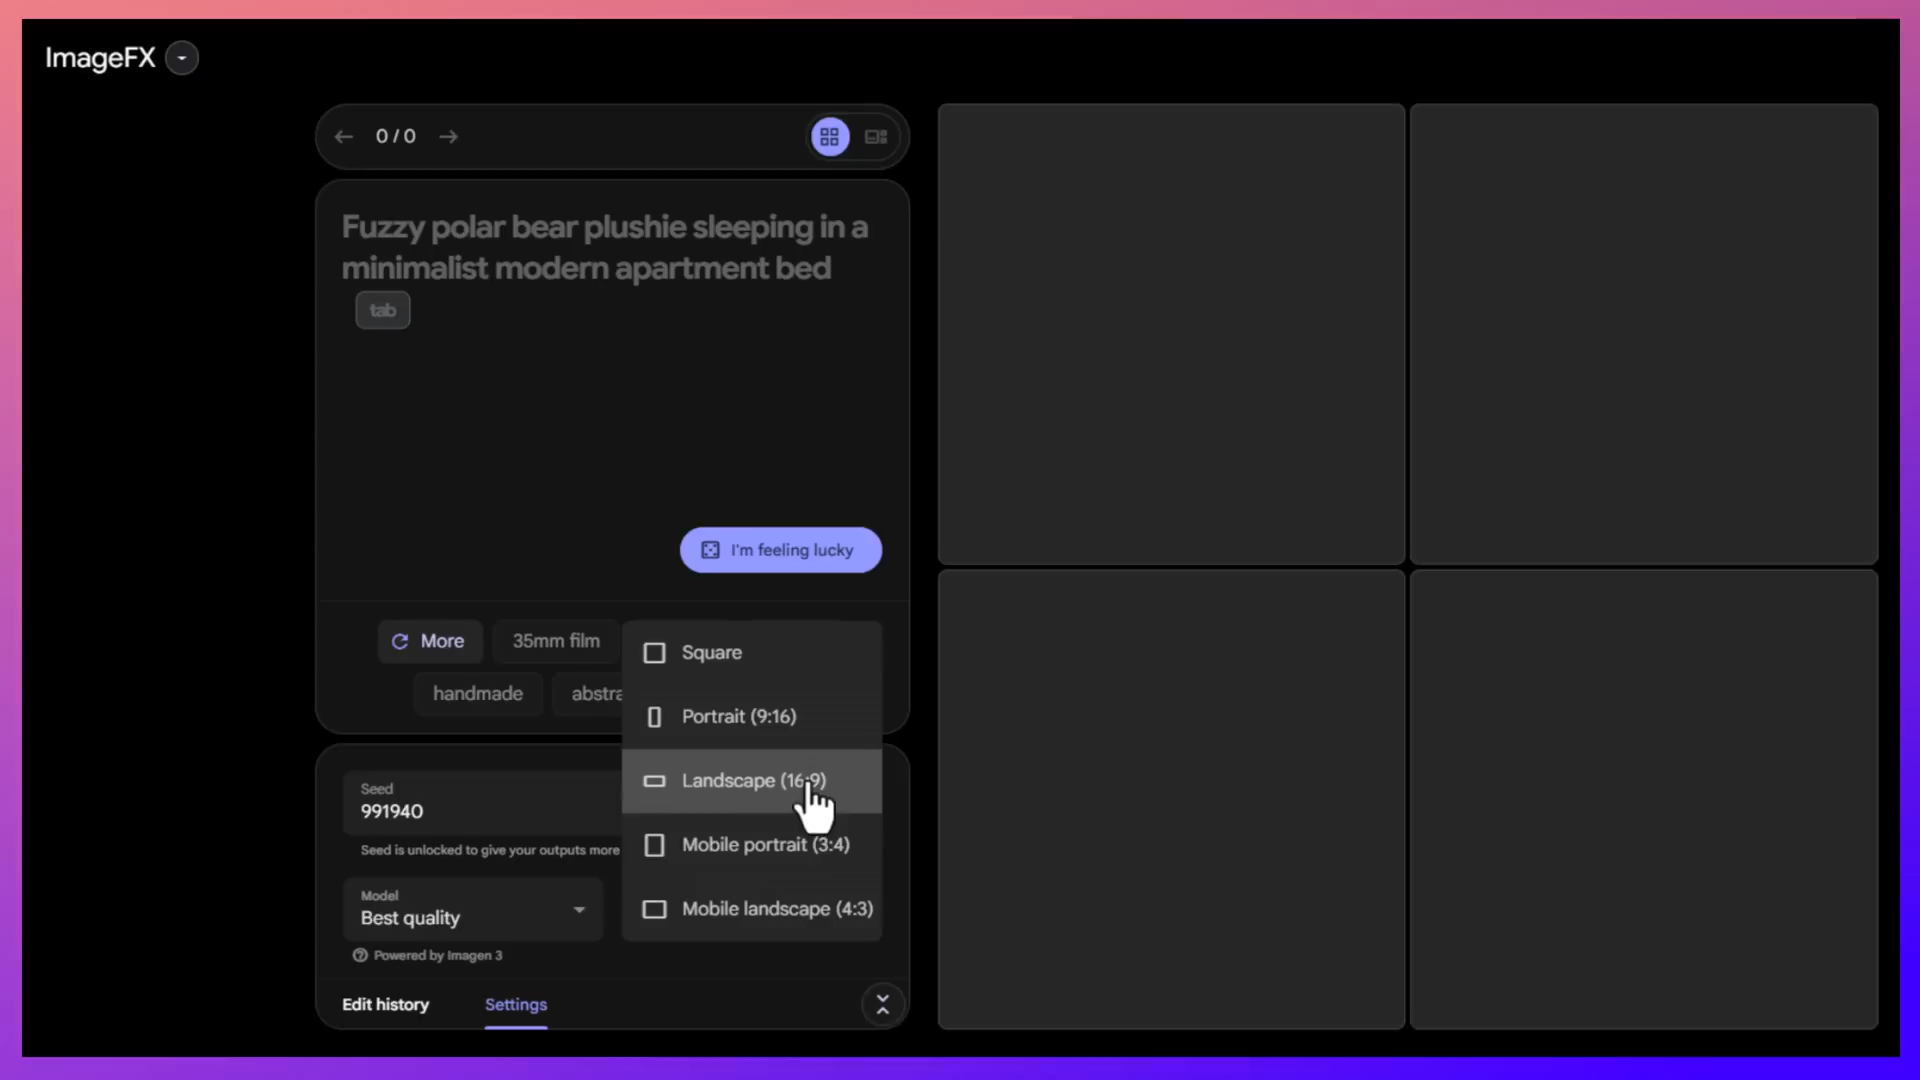 ImageFX
0/0
Fuzzy polar bear plushie sleeping in a
minimalist modern apartment bed
tab
I'm feeling lucky
More
35mm film
handmade
abstra
Square
Portrait (9:16)
Landscape (16:9)
Mobile portrait (3:4)
Mobile landscape (4:3)
Seed
991940
Seed is unlocked to give your outputs more
Model
Best quality
Powered by Imagen 3
Edit history
Settings